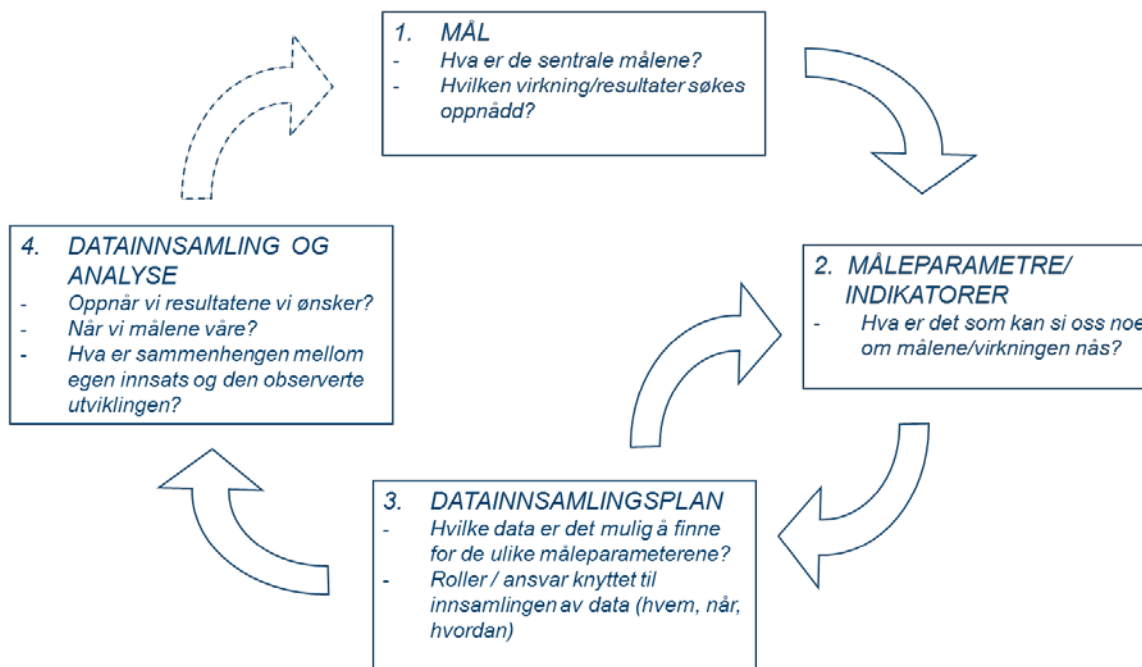 1. MÅL
- Hva er de sentrale målene?
- Hvilken virkning/resultater søkes
oppnådd?
2. MÅLEPARAMETRE/
INDIKATORER
- Hva er det som kan si oss noe
om målene/virkningen nås?
3. DATAINNSAMLINGSPLAN
- Hvilke data er det mulig å finne
for de ulike måleparameterene?
- Roller / ansvar knyttet til
innsamlingen av data (hvem, når,
hvordan)
4. DATAINNSAMLING OG
ANALYSE
- Oppnår vi resultatene vi ønsker?
- Når vi målene våre?
- Hva er sammenhengen mellom
egen innsats og den observerte
utviklingen?